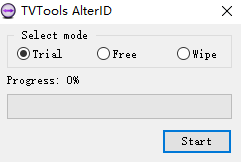 TVTools AlterID
Select mode
Trial Free Wipe
Progress: 0%
Start